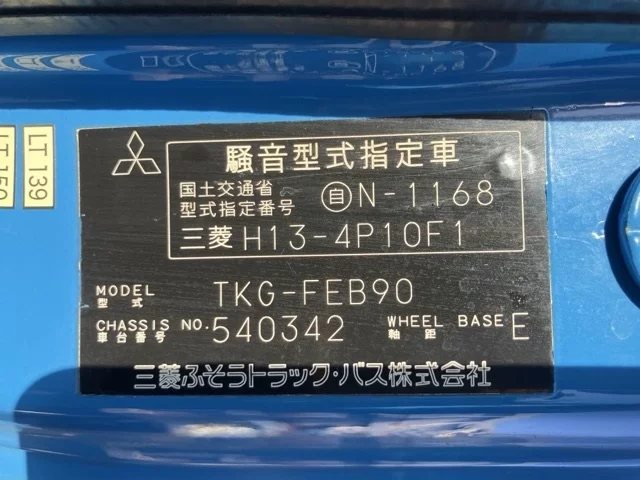 騒音型式指定車
国土交通省
型式指定番号 自N-1168
三菱 H13-4P10F1
MODEL
型式 TKG-FEB90
CHASSIS NO. 540342 WHEEL BASE E
車台番号 軸距
三菱ふそうトラック・バス株式会社
LT 139
LT 150